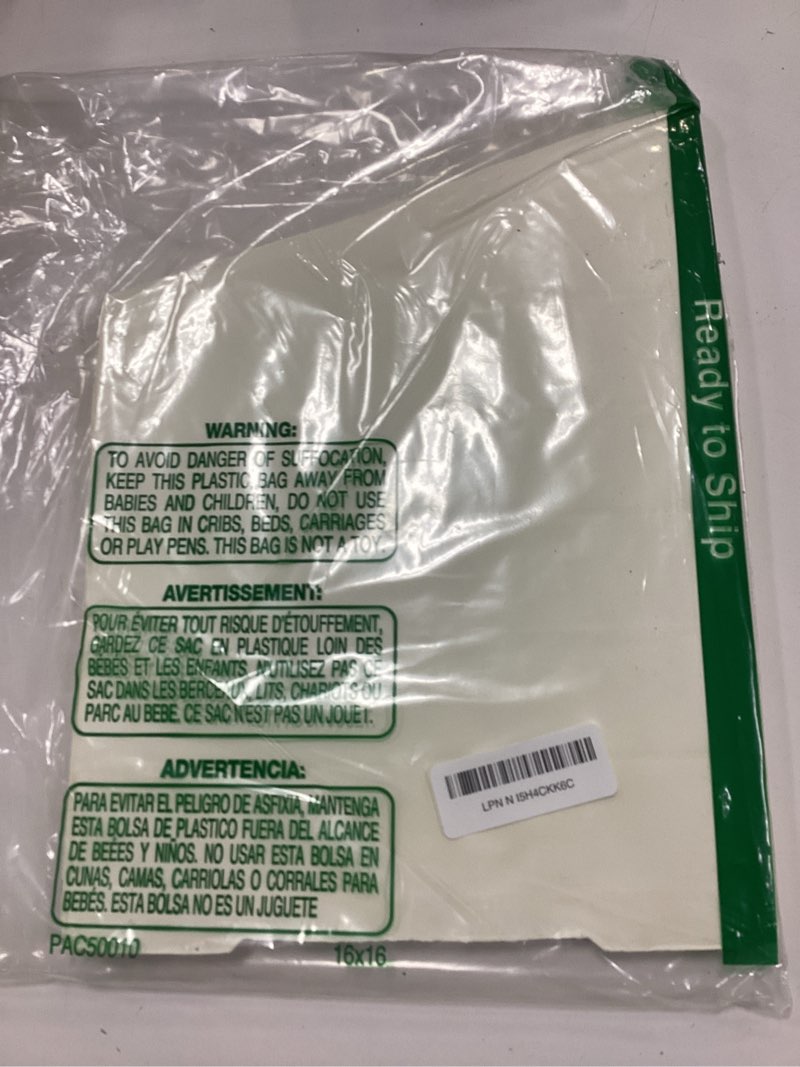 WARNING:
TO AVOID DANGER OF SUFFOCATION,
KEEP THIS PLASTIC BAG AWAY FROM
BABIES AND CHILDREN, DO NOT USE
THIS BAG IN CRIBS, BEDS, CARRIAGES
OR PLAY PENS. THIS BAG IS NOT A TOY.
AVERTISSEMENT:
POUR ÉVITER TOUT RISQUE D'ÉTOUFFEMENT,
GARDEZ CE SAC EN PLASTIQUE LOIN DES
BÉBÉS ET LES ENFANTS. N'UTILISEZ PAS CE
SAC DANS LES BERCEAUX, LITS, CHARIOTS OU
PARC AU BEBE. CE SAC N'EST PAS UN JOUET.
ADVERTENCIA:
PARA EVITAR EL PELIGRO DE ASFIXIA, MANTENGA
ESTA BOLSA DE PLASTICO FUERA DEL ALCANCE
DE BEBES Y NIÑOS. NO USAR ESTA BOLSA EN
CUNAS, CAMAS, CARRIOLAS O CORRALES PARA
BEBÉS. ESTA BOLSA NO ES UN JUGUETE
PAC50010 16x16
LPN N I5H4CKK6C
Ready to Ship